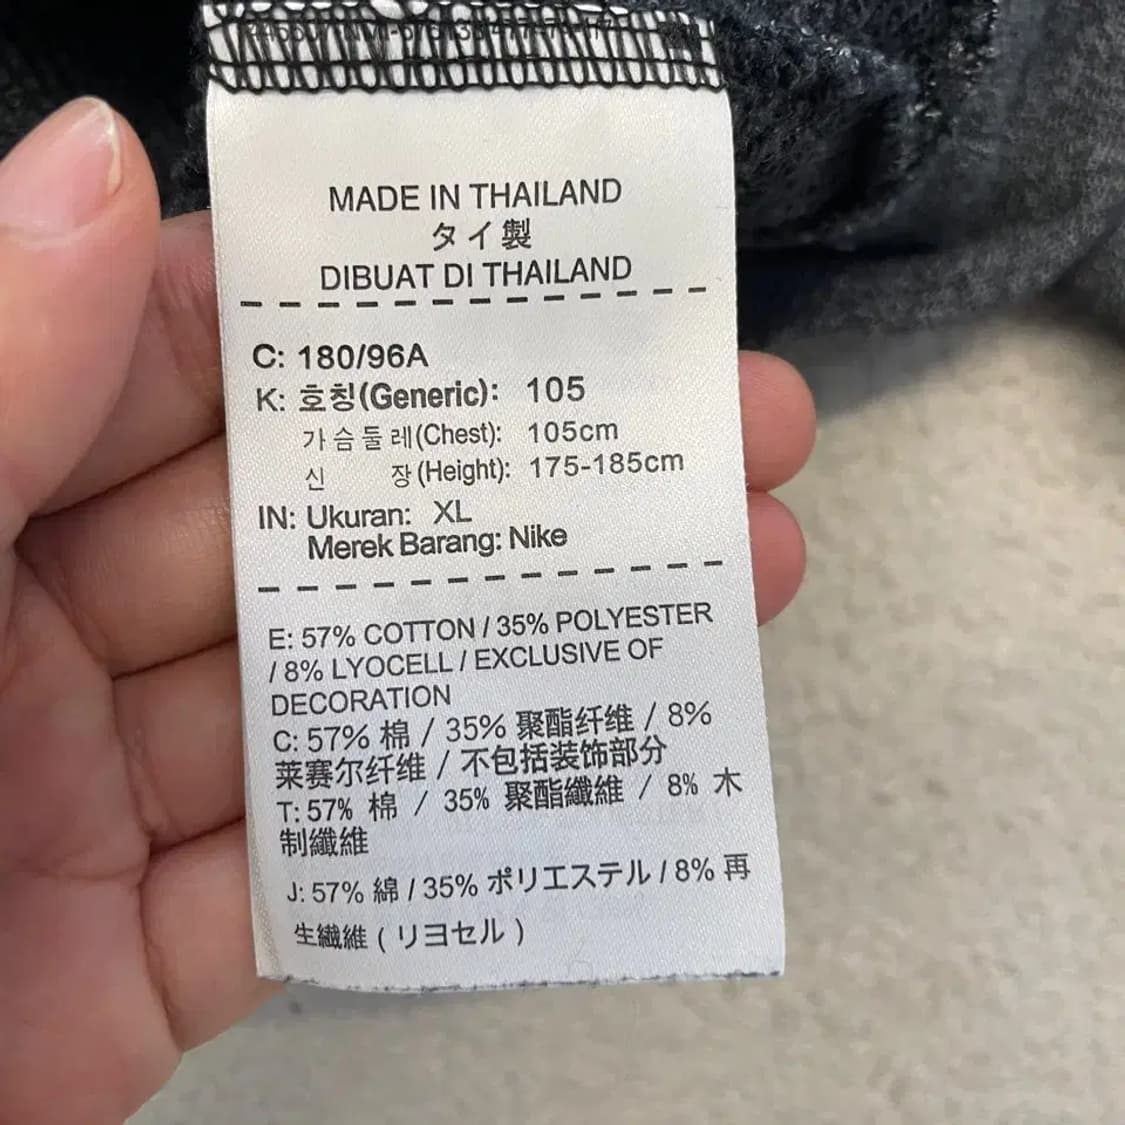 MADE IN THAILAND
タイ製
DIBUAT DI THAILAND
C: 180/96A
K: 호칭(Generic): 105
가슴둘레(Chest): 105cm
신 장(Height): 175-185cm
IN: Ukuran: XL
Merek Barang: Nike
E: 57% COTTON / 35% POLYESTER
/ 8% LYOCELL / EXCLUSIVE OF
DECORATION
C: 57% 棉 / 35% 聚酯纤维 / 8%
莱赛尔纤维 / 不包括装饰部分
T: 57% 棉 / 35% 聚酯纖維 / 8% 木
制纖維
J: 57% 綿 / 35% ポリエステル / 8% 再
生繊維 ( リヨセル )